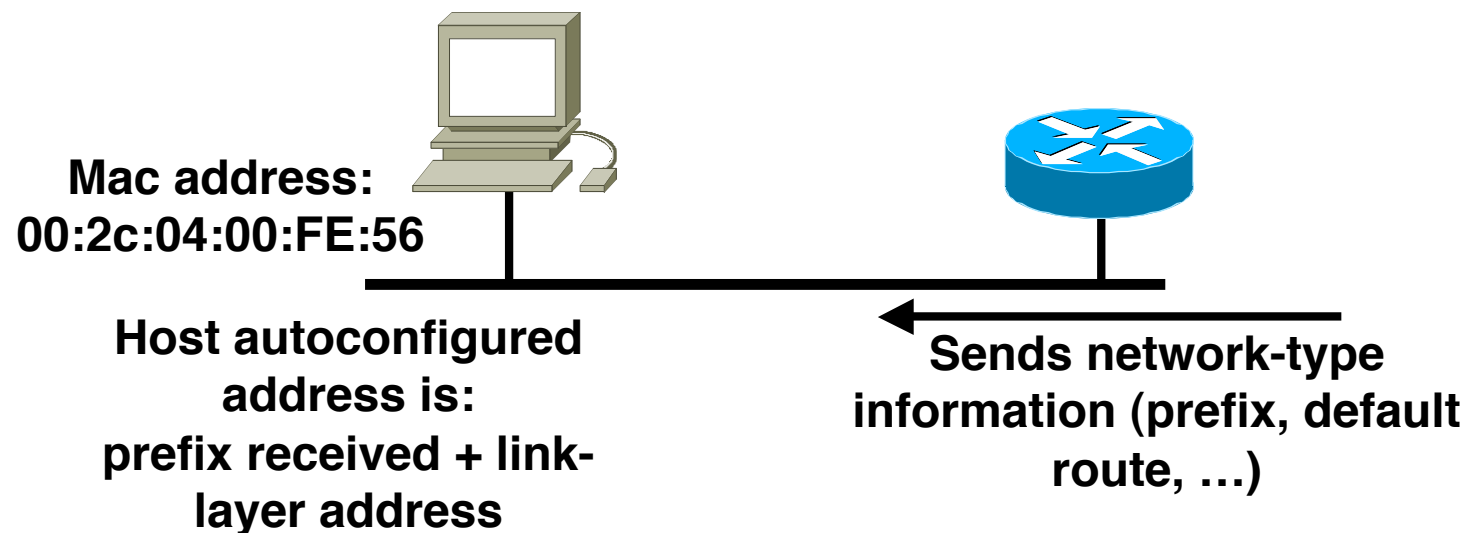 Mac address:
00:2c:04:00:FE:56
Host autoconfigured
address is:
prefix received + link-
layer address
Sends network-type
information (prefix, default
route, …)